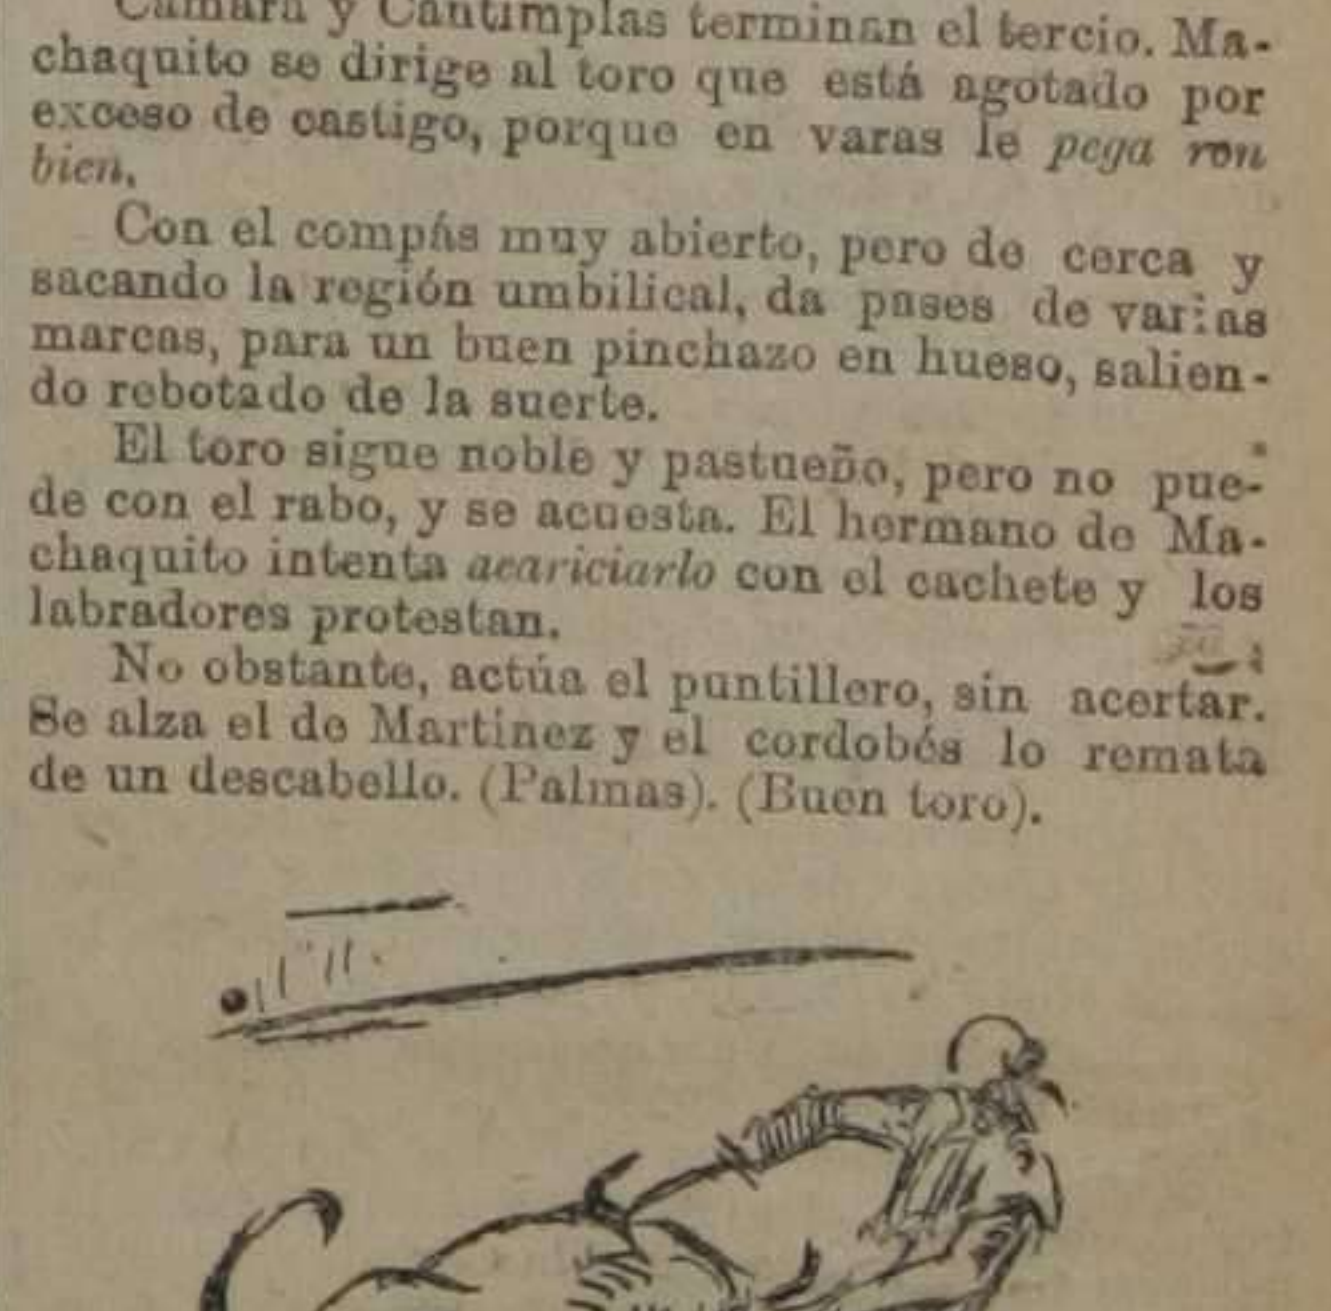 Cámara y Cantimplas terminan el tercio. Ma-
chaquito se dirige al toro que está agotado por
exceso de castigo, porque en varas le pega ron
bien.
Con el compás muy abierto, pero de cerca y
sacando la región umbilical, da pases de varias
marcas, para un buen pinchazo en hueso, salien-
do rebotado de la suerte.
El toro sigue noble y pastueño, pero no pue-
de con el rabo, y se acuesta. El hermano de Ma-
chaquito intenta acariciarlo con el cachete y los
labradores protestan.
No obstante, actúa el puntillero, sin acertar.
Se alza el de Martinez y el cordobés lo remata
de un descabello. (Palmas). (Buen toro).